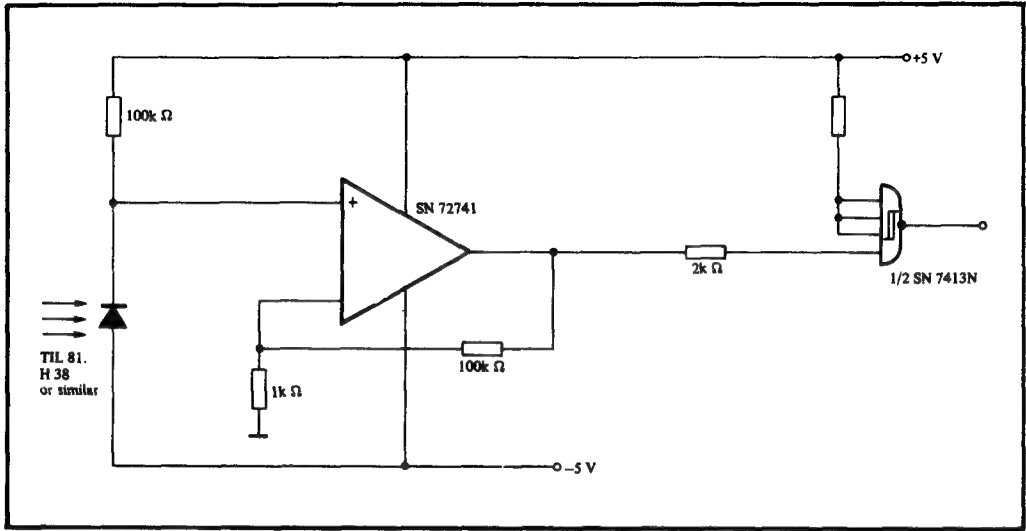 +5 V
100k Ω
+
SN 72741
2k Ω
1/2 SN 7413N
TIL 81.
H 38
or similar
100k Ω
1k Ω
–5 V